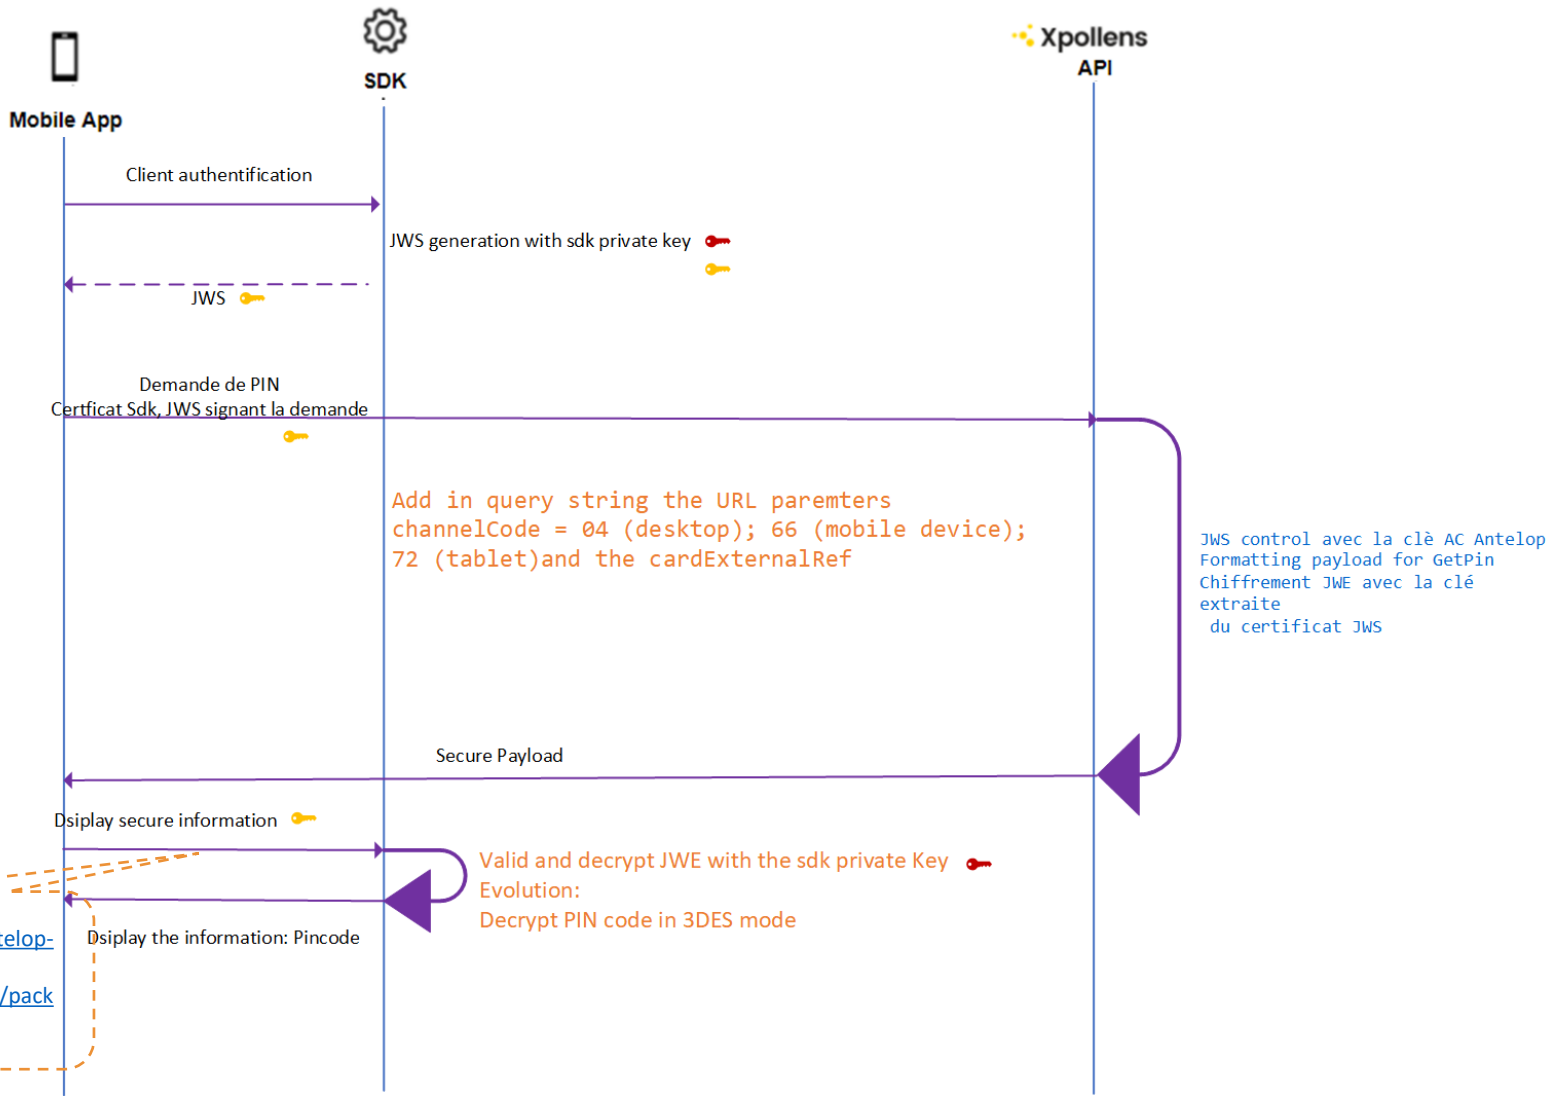 SDK
Xpollens
API
Mobile App
Client authentification
JWS generation with sdk private key
JWS
Demande de PIN
Certficat Sdk, JWS signant la demande
Add in query string the URL paremters
channelCode = 04 (desktop); 66 (mobile device);
72 (tablet)and the cardExternalRef
JWS control avec la clè AC Antelop
Formatting payload for GetPin
Chiffrement JWE avec la clé
extraite
du certificat JWS
Secure Payload
Dsiplay secure information
Valid and decrypt JWE with the sdk private Key
Evolution:
Decrypt PIN code in 3DES mode
telop-
Dsiplay the information: Pincode
/pack